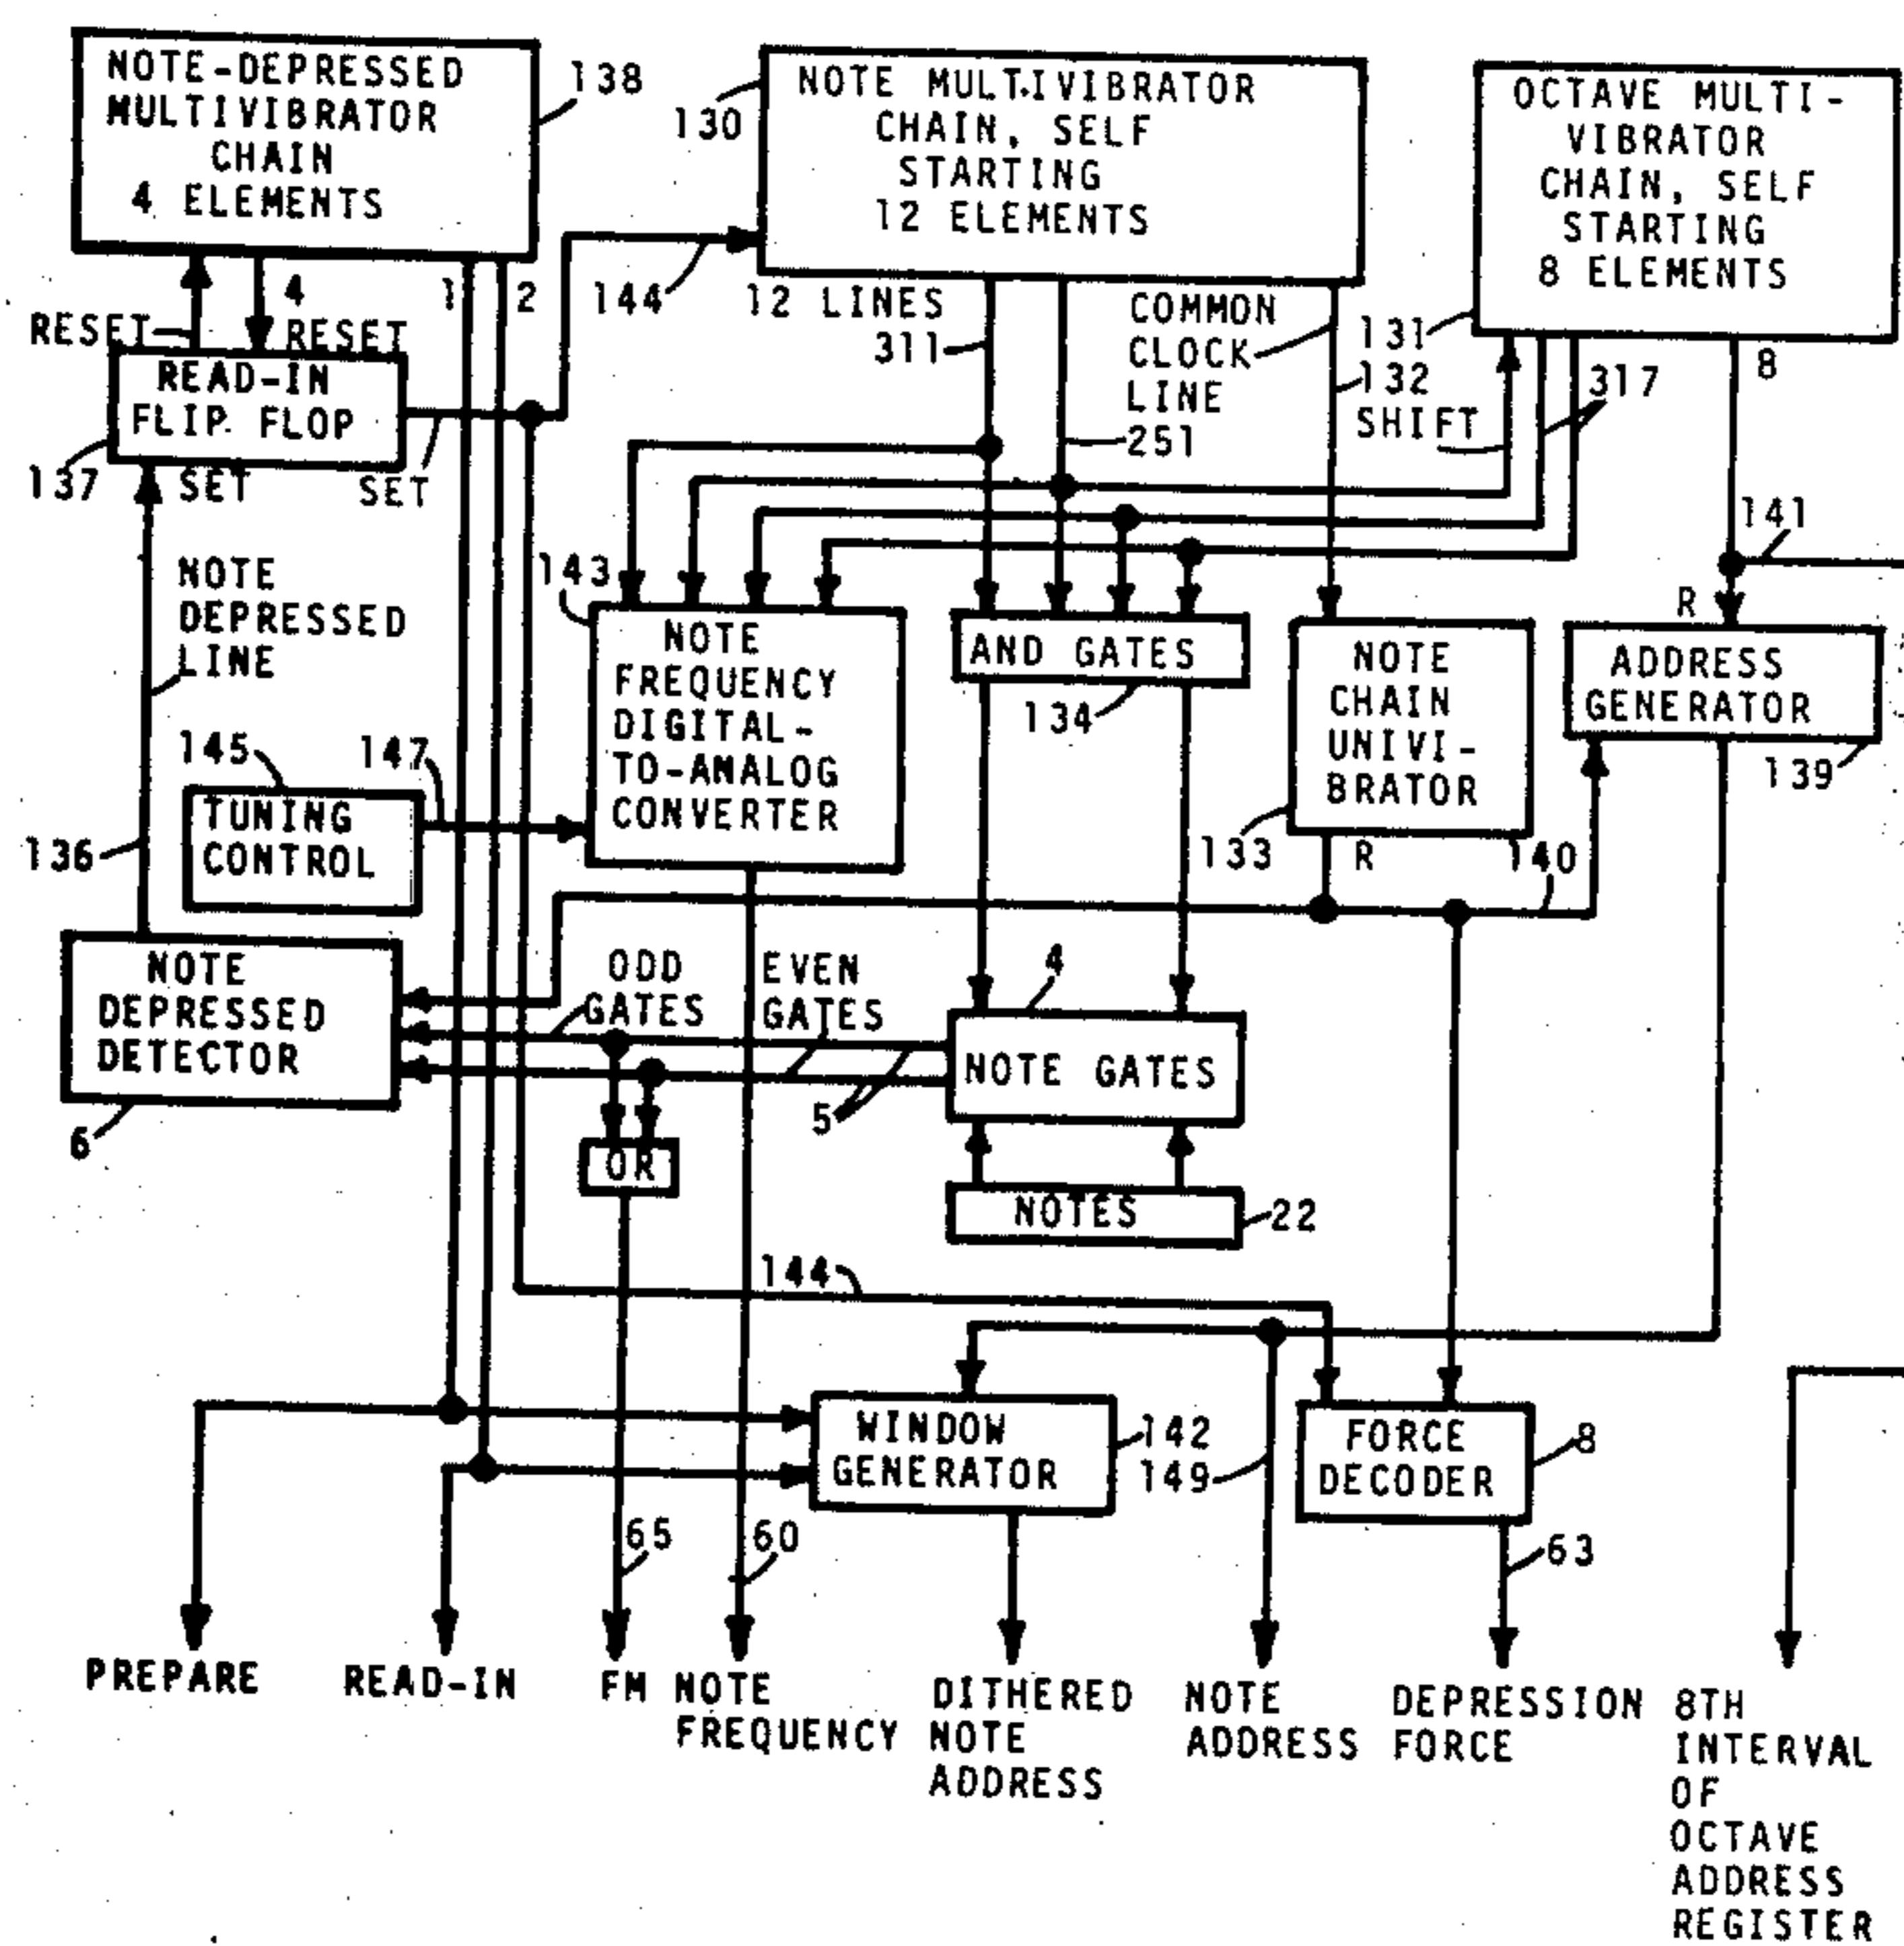 NOTE-DEPRESSED
MULTIVIBRATOR
CHAIN
4 ELEMENTS
138
130
NOTE MULTIVIBRATOR
CHAIN, SELF
STARTING
12 ELEMENTS
OCTAVE MULTI-
VIBRATOR
CHAIN, SELF
STARTING
8 ELEMENTS
RESET
4
RESET
1
2
144
12 LINES
311
COMMON
CLOCK
LINE
251
131
132
SHIFT
317
8
READ-IN
FLIP FLOP
137
SET
SET
141
NOTE
DEPRESSED
LINE
143
NOTE
FREQUENCY
DIGITAL-
TO-ANALOG
CONVERTER
AND GATES
134
NOTE
CHAIN
UNIVI-
BRATOR
133
R
R
ADDRESS
GENERATOR
139
140
145
147
TUNING
CONTROL
136
NOTE
DEPRESSED
DETECTOR
6
ODD
GATES
EVEN
GATES
4
NOTE GATES
5
OR
NOTES
22
144
WINDOW
GENERATOR
142
149
FORCE
DECODER
8
65
60
63
PREPARE
READ-IN
FM
NOTE
FREQUENCY
DITHERED
NOTE
ADDRESS
NOTE
ADDRESS
DEPRESSION
FORCE
8TH
INTERVAL
OF
OCTAVE
ADDRESS
REGISTER